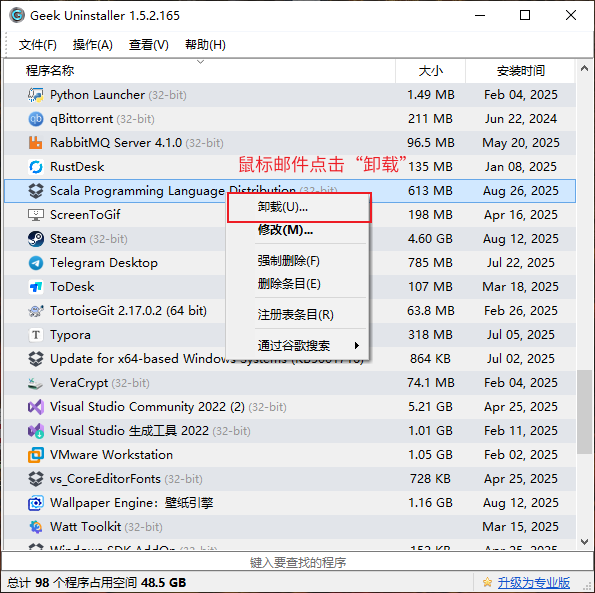 Geek Uninstaller 1.5.2.165
文件(F) 操作(A) 查看(V) 帮助(H)
程序名称 大小 安装时间
Python Launcher (32-bit) 1.49 MB Feb 04, 2025
qBittorrent (32-bit) 211 MB Jun 22, 2024
RabbitMQ Server 4.1.0 (32-bit) 96.5 MB May 20, 2025
鼠标邮件点击“卸载”
RustDesk 135 MB Jan 08, 2025
Scala Programming Language Distribution (32-bit) 613 MB Aug 26, 2025
卸载(U)...
ScreenToGif 198 MB Apr 16, 2025
修改(M)...
Steam (32-bit) 4.60 GB Aug 12, 2025
强制删除(F)
Telegram Desktop 785 MB Jul 22, 2025
删除条目(E)
ToDesk 107 MB Mar 18, 2025
注册表条目(R)
TortoiseGit 2.17.0.2 (64 bit) 63.8 MB Feb 26, 2025
Typora 318 MB Jul 05, 2025
通过谷歌搜索
Update for x64-based Windows Systems 864 KB Jul 02, 2025
VeraCrypt (32-bit) 74.1 MB Feb 04, 2025
Visual Studio Community 2022 (2) (32-bit) 5.21 GB Apr 25, 2025
Visual Studio 生成工具 2022 (32-bit) 1.01 GB Feb 11, 2025
VMware Workstation 1.05 GB Feb 02, 2025
vs_CoreEditorFonts (32-bit) 728 KB Apr 25, 2025
Wallpaper Engine：壁纸引擎 1.16 GB Aug 12, 2025
Watt Toolkit (32-bit) Mar 15, 2025
Windows SDK AddOn (32-bit) 152 KB Apr 25, 2025
键入要查找的程序
总计 98 个程序占用空间 48.5 GB 升级为专业版